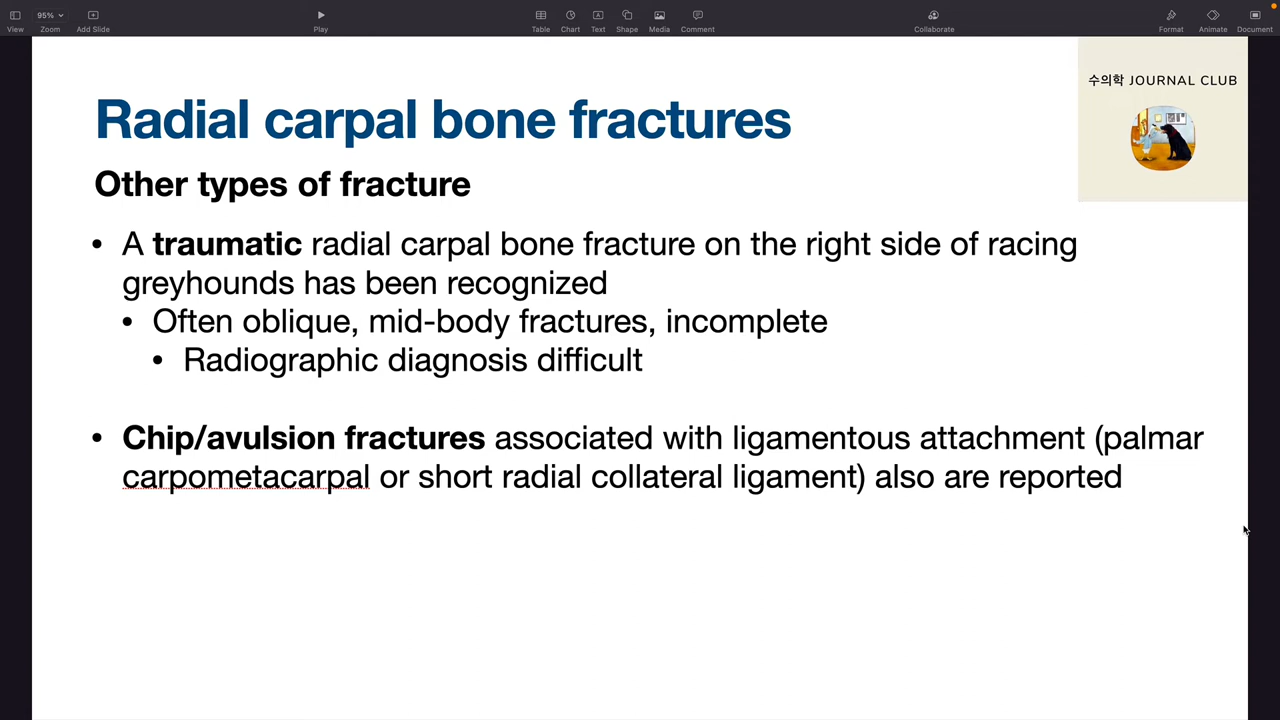 95%
View
Zoom
Add Slide
Play
Table
Chart
Text
Shape
Media
Comment
Collaborate
Format
Animate
Document
수의학 JOURNAL CLUB
Radial carpal bone fractures
Other types of fracture
• A traumatic radial carpal bone fracture on the right side of racing
greyhounds has been recognized
• Often oblique, mid-body fractures, incomplete
• Radiographic diagnosis difficult
• Chip/avulsion fractures associated with ligamentous attachment (palmar
carpometacarpal or short radial collateral ligament) also are reported